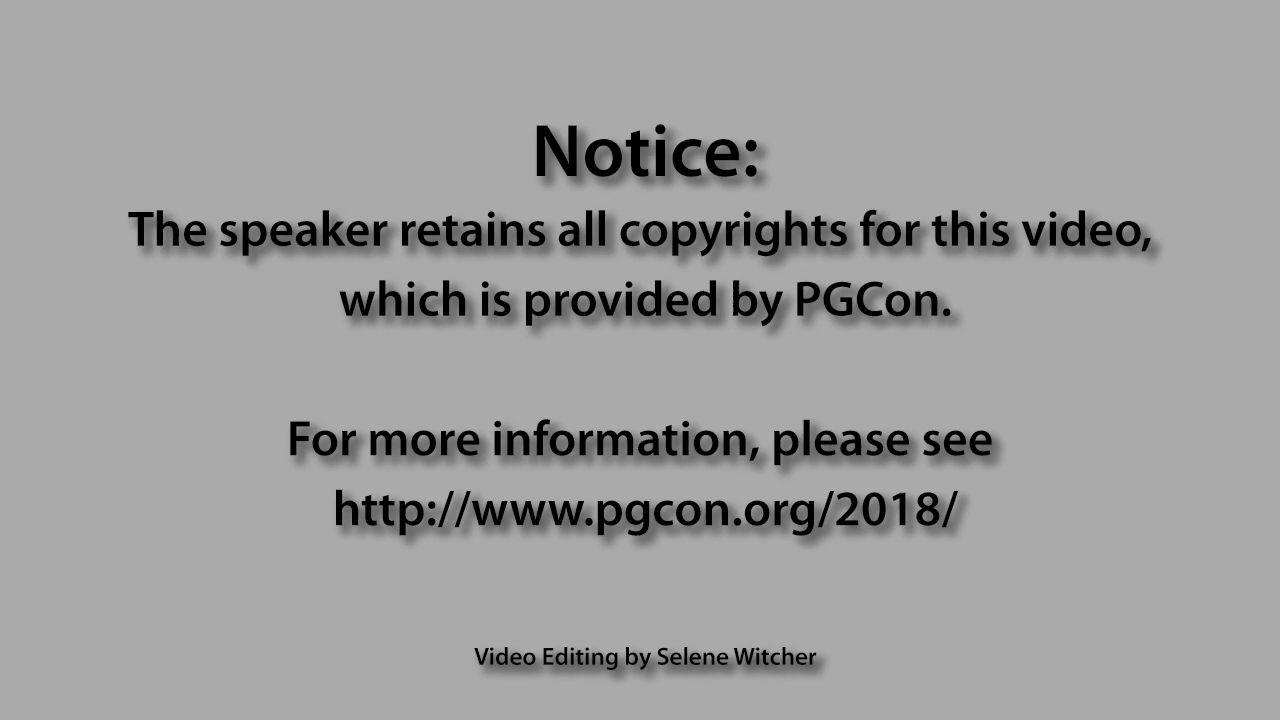 Notice:
The speaker retains all copyrights for this video,
which is provided by PGCon.
For more information, please see
http://www.pgcon.org/2018/
Video Editing by Selene Witcher